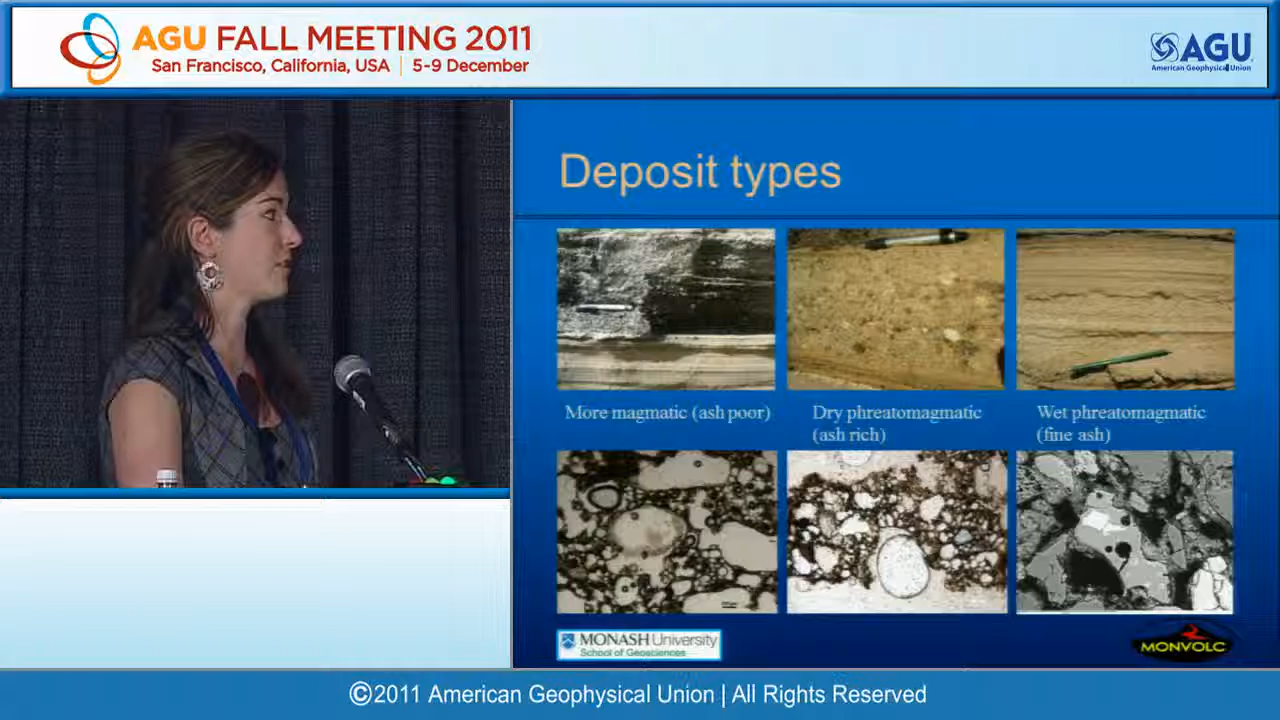 AGU FALL MEETING 2011
San Francisco, California, USA | 5-9 December
AGU
American Geophysical Union
Deposit types
More magmatic (ash poor)
Dry phreatomagmatic
(ash rich)
Wet phreatomagmatic
(fine ash)
MONASH University
School of Geosciences
MONVOLC
©2011 American Geophysical Union | All Rights Reserved